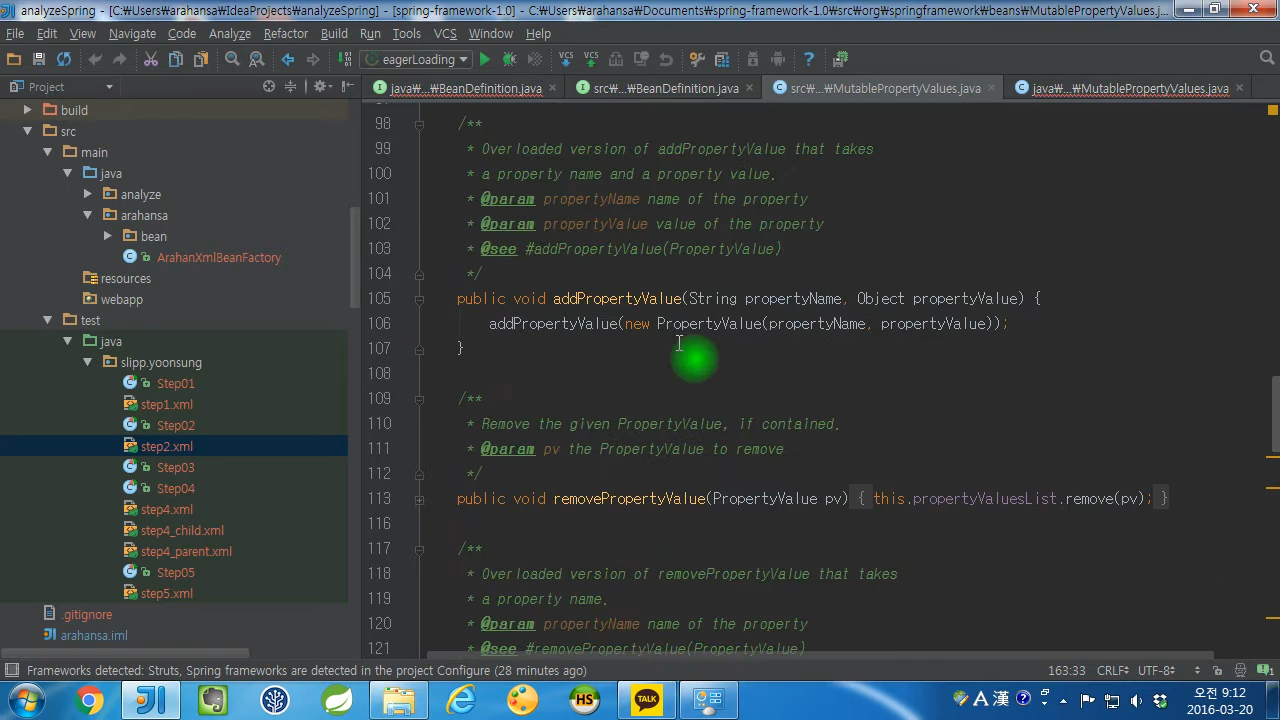 analyzeSpring - [C:₩Users₩arahansa₩IdeaProjects₩analyzeSpring] - [spring-framework-1.0] - C:₩Users₩arahansa₩Documents₩spring-framework-1.0₩src₩org₩springframework₩beans₩MutablePropertyValues.j...
File Edit View Navigate Code Analyze Refactor Build Run Tools VCS Window Help
eagerLoading
VCS VCS
Project
java₩...₩BeanDefinition.java
src₩...₩BeanDefinition.java
src₩...₩MutablePropertyValues.java
java₩...₩MutablePropertyValues.java
build
src
main
java
analyze
arahansa
bean
ArahanXmlBeanFactory
resources
webapp
test
java
slipp.yoonsung
Step01
step1.xml
Step02
step2.xml
Step03
Step04
step4.xml
step4_child.xml
step4_parent.xml
Step05
step5.xml
.gitignore
arahansa.iml
98 /**
99 * Overloaded version of addPropertyValue that takes
100 * a property name and a property value.
101 * @param propertyName name of the property
102 * @param propertyValue value of the property
103 * @see #addPropertyValue(PropertyValue)
104 */
105 public void addPropertyValue(String propertyName, Object propertyValue) {
106 addPropertyValue(new PropertyValue(propertyName, propertyValue));
107 }
108
109 /**
110 * Remove the given PropertyValue, if contained.
111 * @param pv the PropertyValue to remove
112 */
113 public void removePropertyValue(PropertyValue pv) { this.propertyValuesList.remove(pv); }
116
117 /**
118 * Overloaded version of removePropertyValue that takes
119 * a property name.
120 * @param propertyName name of the property
121 * @see #removePropertyValue(PropertyValue)
Frameworks detected: Struts, Spring frameworks are detected in the project Configure (28 minutes ago)
163:33 CRLF UTF-8
HS
TALK
A 漢
오전 9:12
2016-03-20